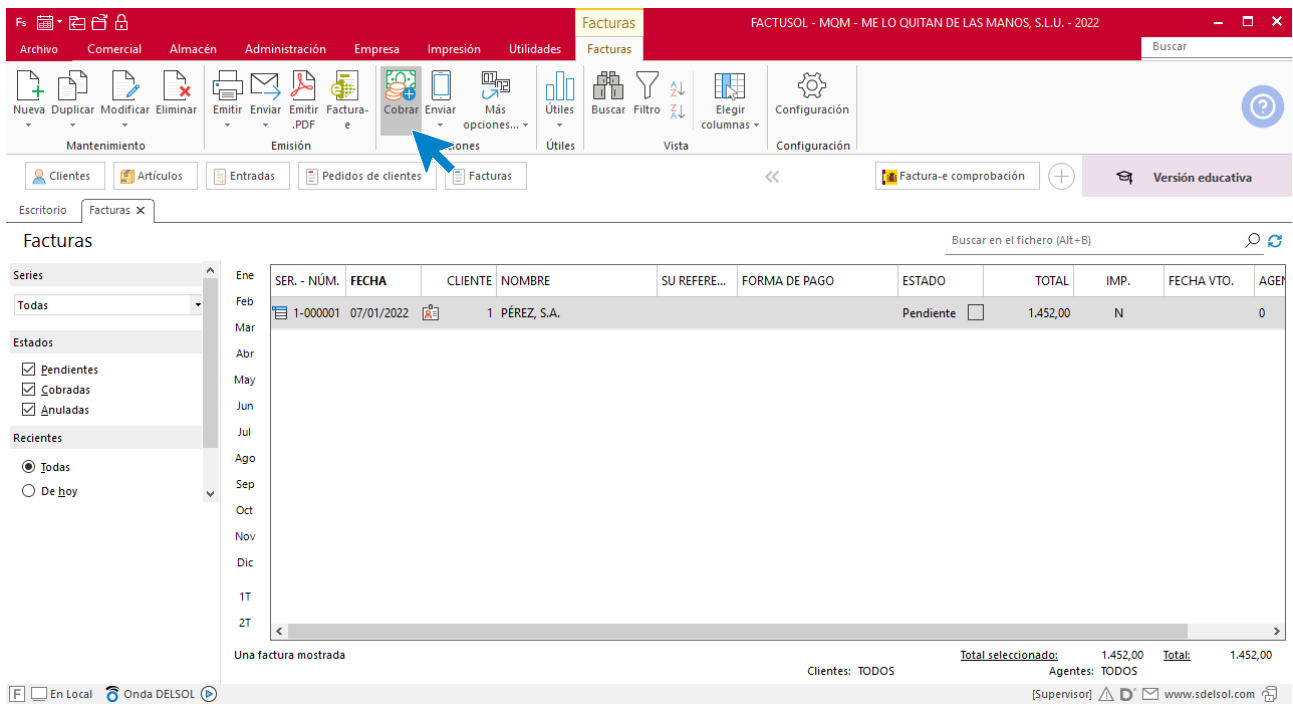 Fs Facturas FACTUSOL - MQM - ME LO QUITAN DE LAS MANOS, S.L.U. - 2022
Archivo Comercial Almacén Administración Empresa Impresión Utilidades Facturas Buscar
Nueva Duplicar Modificar Eliminar Emitir Enviar Emitir .PDF Factura-e Cobrar Enviar Más opciones... Útiles Buscar Filtro Elegir columnas Configuración
Mantenimiento Emisión Útiles Vista Configuración
Clientes Artículos Entradas Pedidos de clientes Facturas Factura-e comprobación Versión educativa
Escritorio Facturas
Facturas Buscar en el fichero (Alt+B)
Series
Todas
Estados
Pendientes
Cobradas
Anuladas
Recientes
Todas
De hoy
Ene
Feb
Mar
Abr
May
Jun
Jul
Ago
Sep
Oct
Nov
Dic
1T
2T
SER. - NÚM. FECHA CLIENTE NOMBRE SU REFERE... FORMA DE PAGO ESTADO TOTAL IMP. FECHA VTO. AGEN
1-000001 07/01/2022 1 PÉREZ, S.A. Pendiente 1.452,00 N 0
Una factura mostrada Total seleccionado: 1.452,00 Total: 1.452,00
Clientes: TODOS Agentes: TODOS
F En Local Onda DELSOL [Supervisor] D www.sdelsol.com